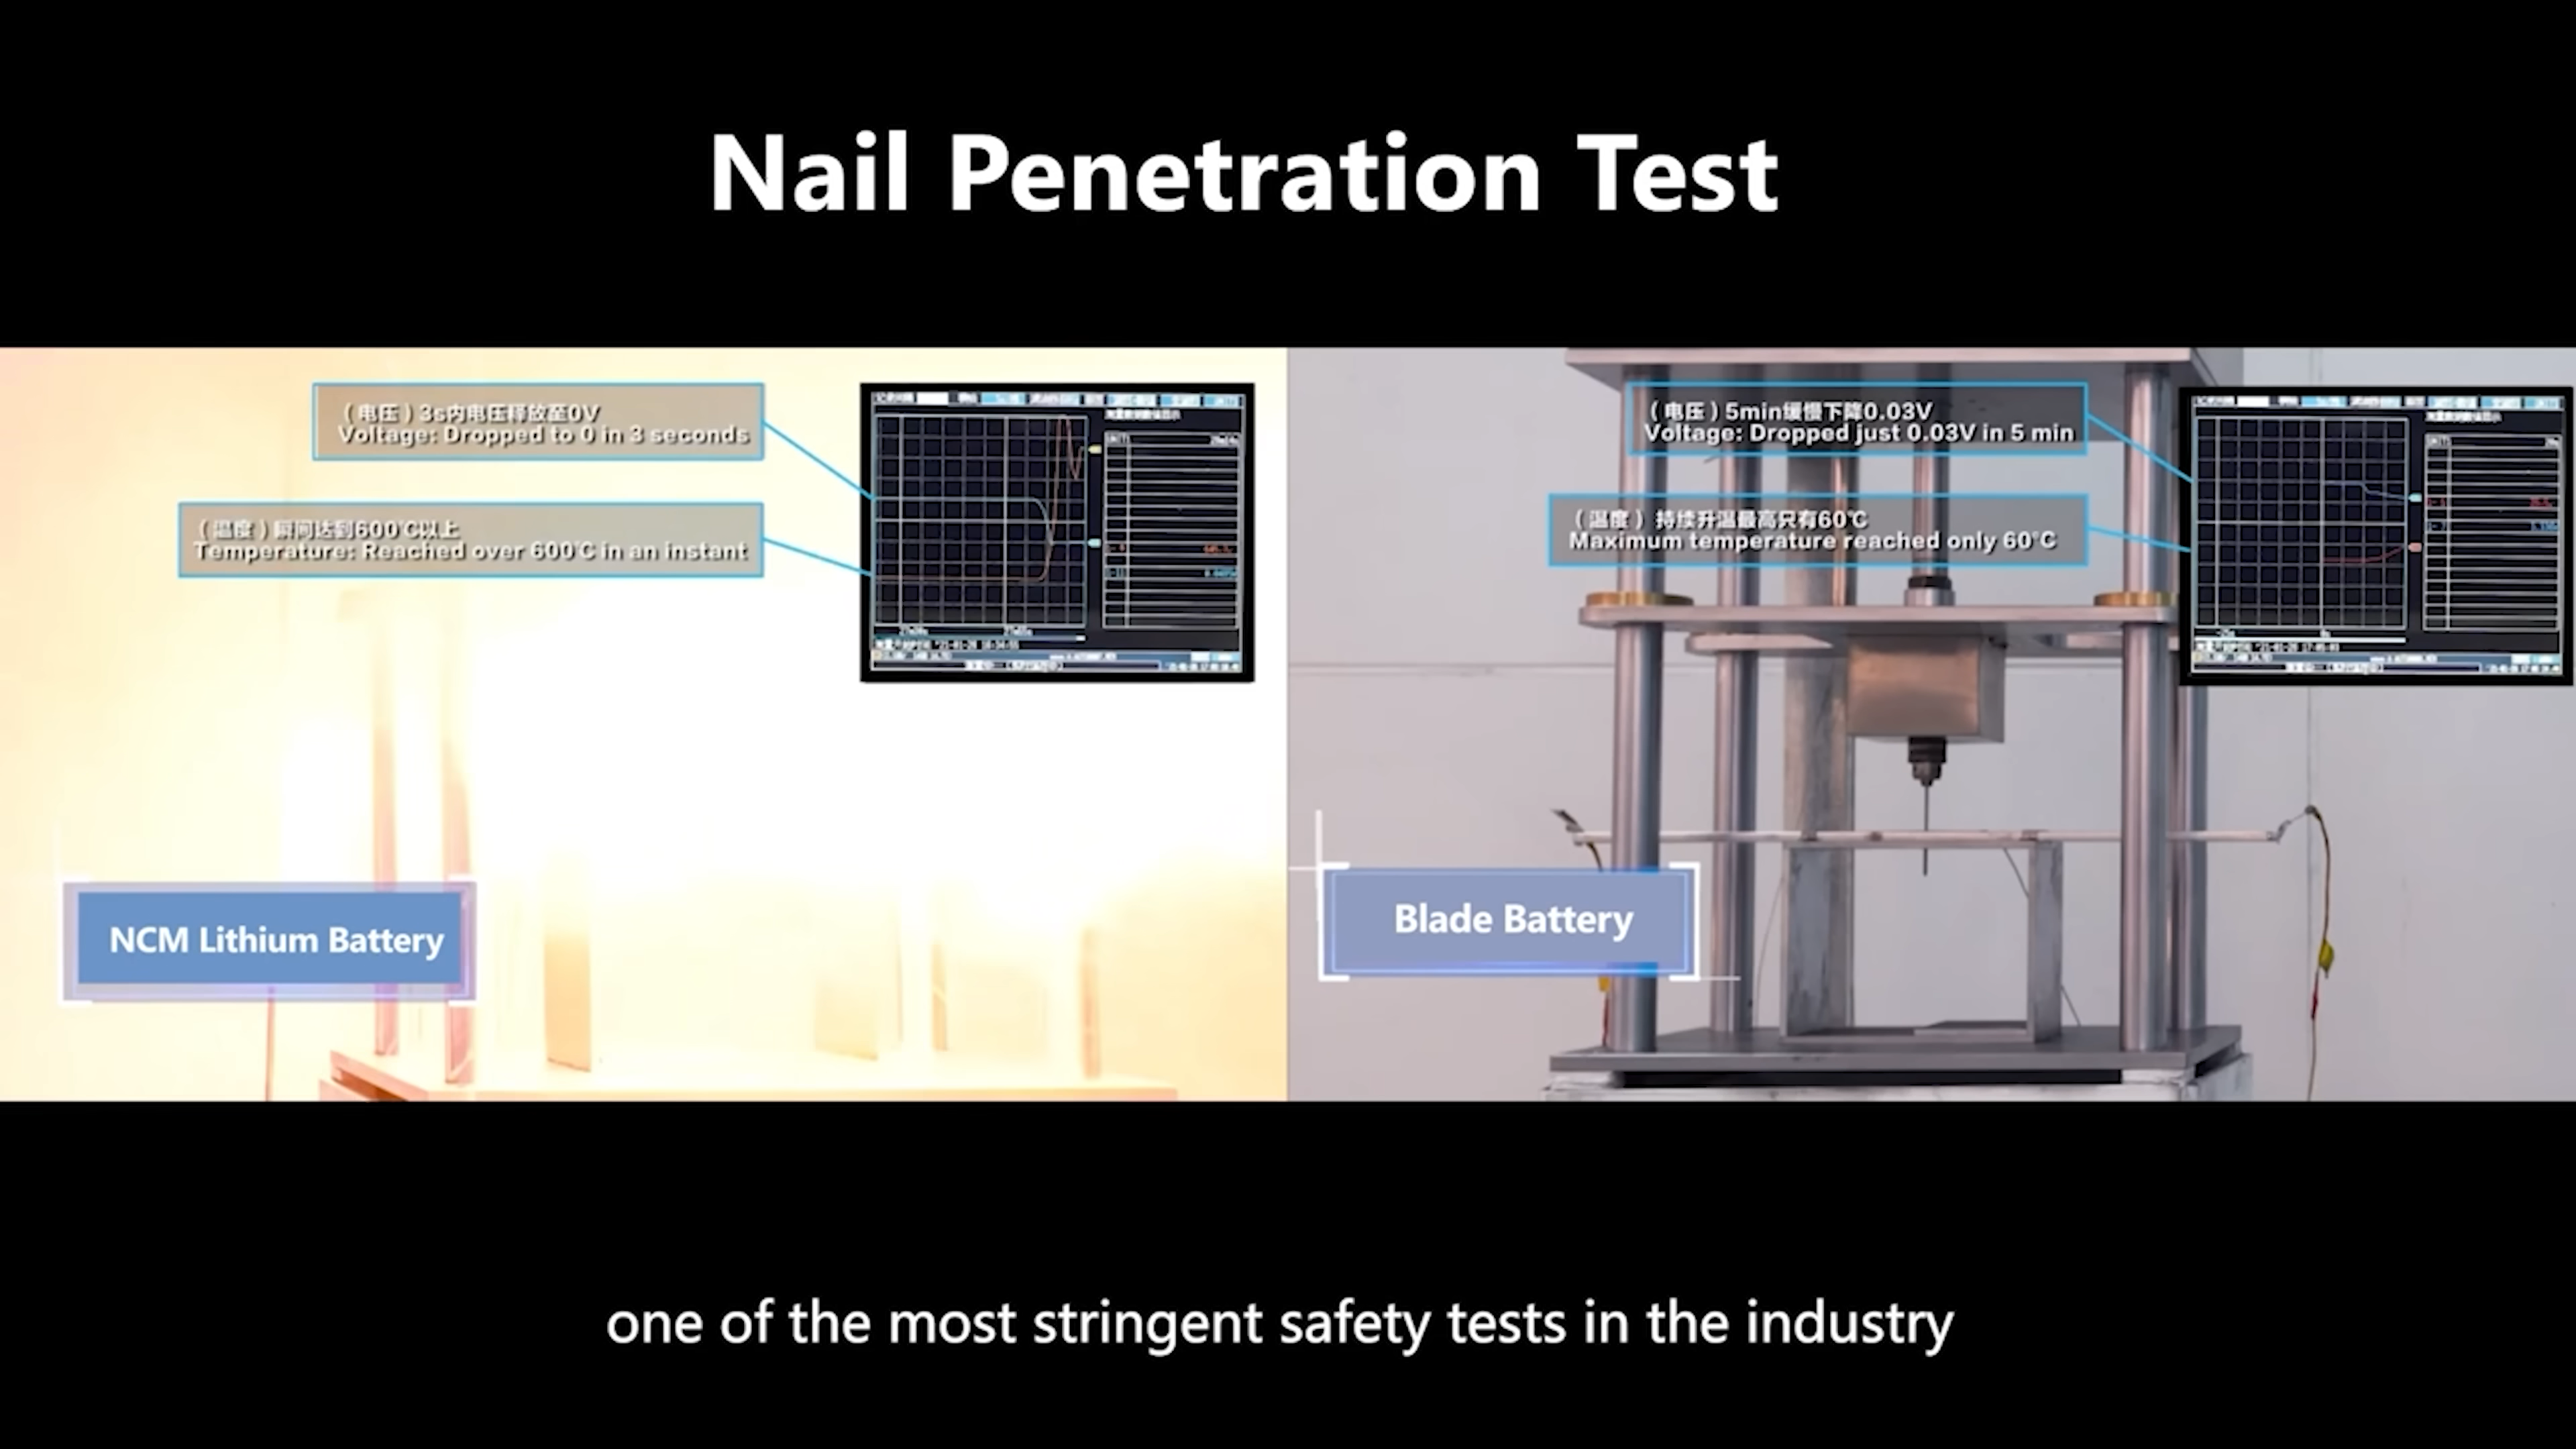 Nail Penetration Test
（电压）3s内电压释放至0V
Voltage: Dropped to 0 in 3 seconds
（温度）瞬间达到600℃以上
Temperature: Reached over 600℃ in an instant
NCM Lithium Battery
（电压）5min缓慢下降0.03V
Voltage: Dropped just 0.03V in 5 min
（温度）持续升温最高只有60℃
Maximum temperature reached only 60℃
Blade Battery
one of the most stringent safety tests in the industry